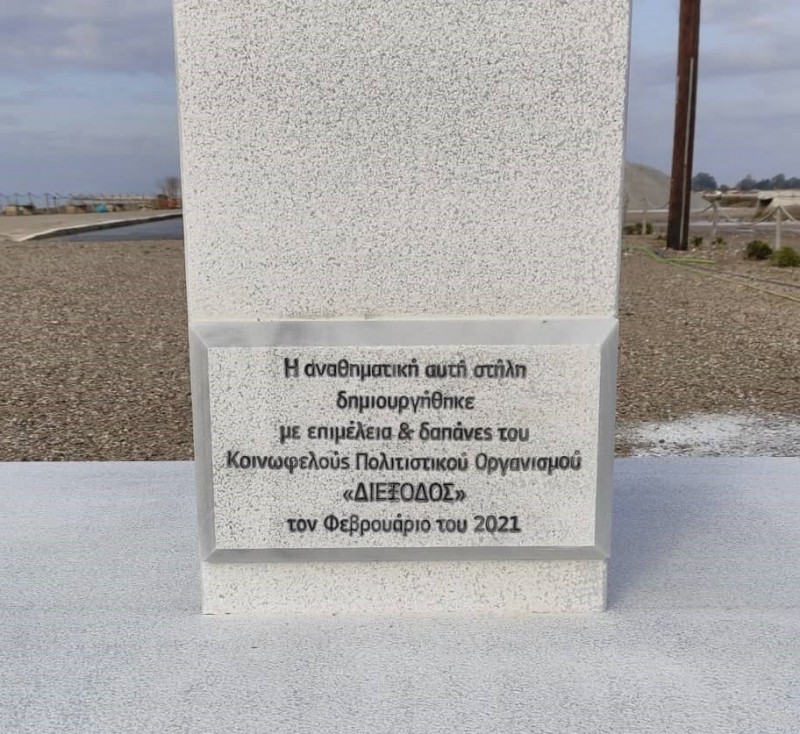 Η αναθηματική αυτή στήλη
δημιουργήθηκε
με επιμέλεια & δαπάνες του
Κοινωφελούς Πολιτιστικού Οργανισμού
«ΔΙΕΞΟΔΟΣ»
τον Φεβρουάριο του 2021